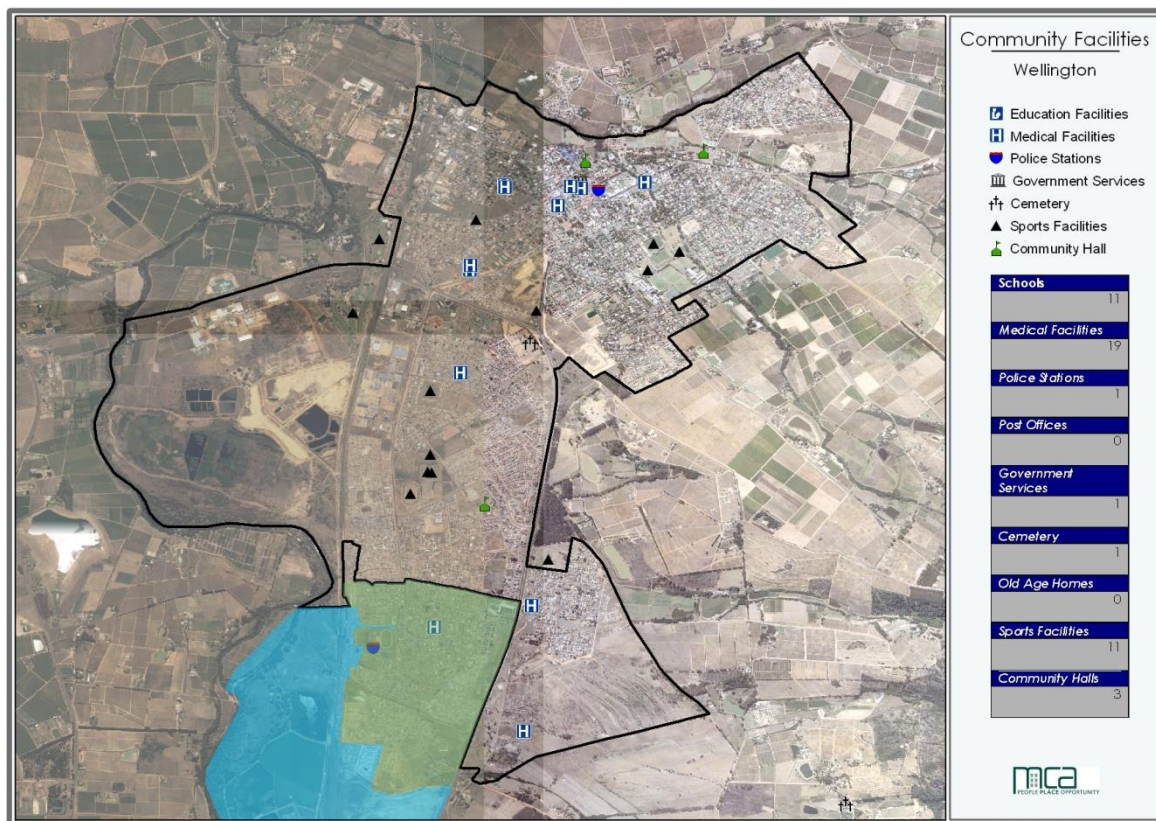 Community Facilities
Wellington
Education Facilities
Medical Facilities
Police Stations
Government Services
Cemetery
Sports Facilities
Community Hall
Schools
11
Medical Facilities
19
Police Stations
1
Post Offices
0
Government
Services
1
Cemetery
1
Old Age Homes
0
Sports Facilities
11
Community Halls
3
mca
PEOPLE PLACE OPPORTUNITY